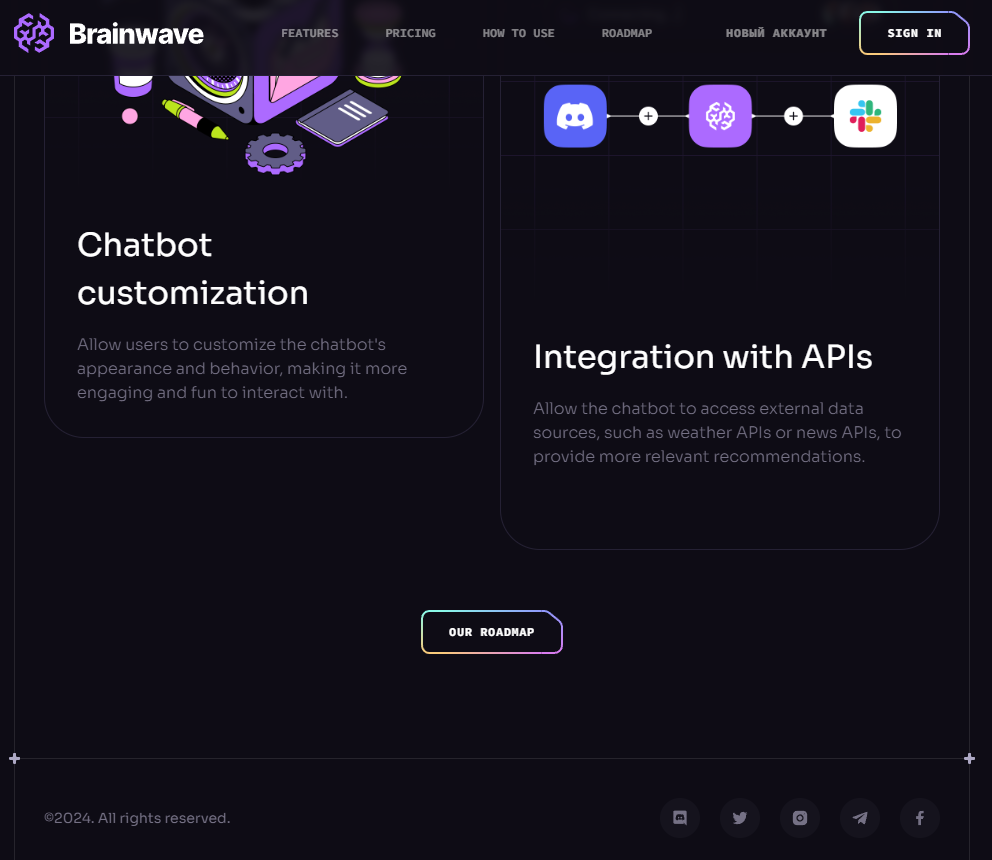 Brainwave
FEATURES
PRICING
HOW TO USE
ROADMAP
НОВЫЙ АККАУНТ
SIGN IN
Chatbot
customization
Allow users to customize the chatbot's
appearance and behavior, making it more
engaging and fun to interact with.
Integration with APIs
Allow the chatbot to access external data
sources, such as weather APIs or news APIs, to
provide more relevant recommendations.
OUR ROADMAP
©2024. All rights reserved.